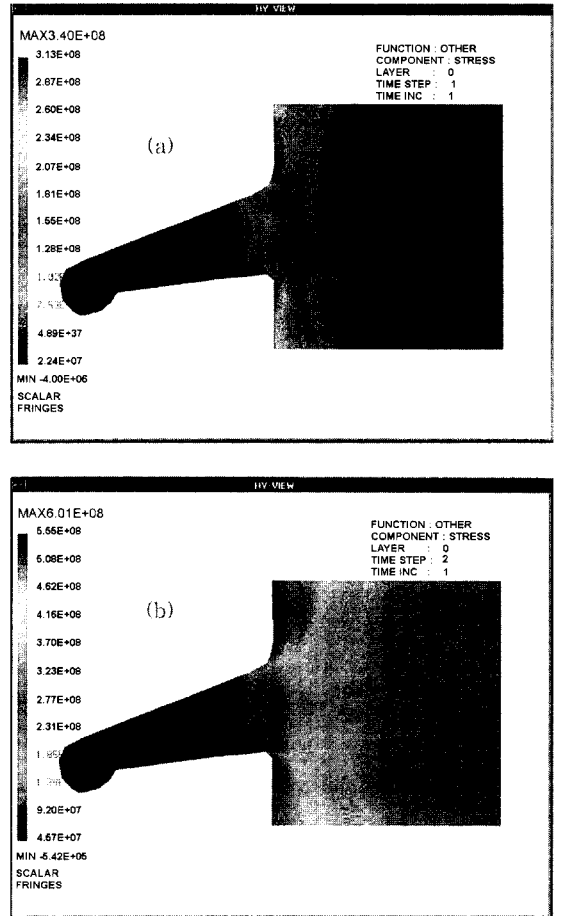 HV VIEW
MAX3.40E+08
3.13E+08
2.87E+08
2.60E+08
2.34E+08
2.07E+08
1.81E+08
1.55E+08
1.28E+08
4.89E+37
2.24E+07
MIN -4.00E+06
SCALAR
FRINGES
(a)
FUNCTION : OTHER
COMPONENT : STRESS
LAYER : 0
TIME STEP : 1
TIME INC : 1
HV VIEW
MAX6.01E+08
5.55E+08
5.08E+08
4.62E+08
4.16E+08
3.70E+08
3.23E+08
2.77E+08
2.31E+08
9.20E+07
4.57E+07
MIN -5.42E+05
SCALAR
FRINGES
(b)
FUNCTION : OTHER
COMPONENT : STRESS
LAYER : 0
TIME STEP : 2
TIME INC : 1